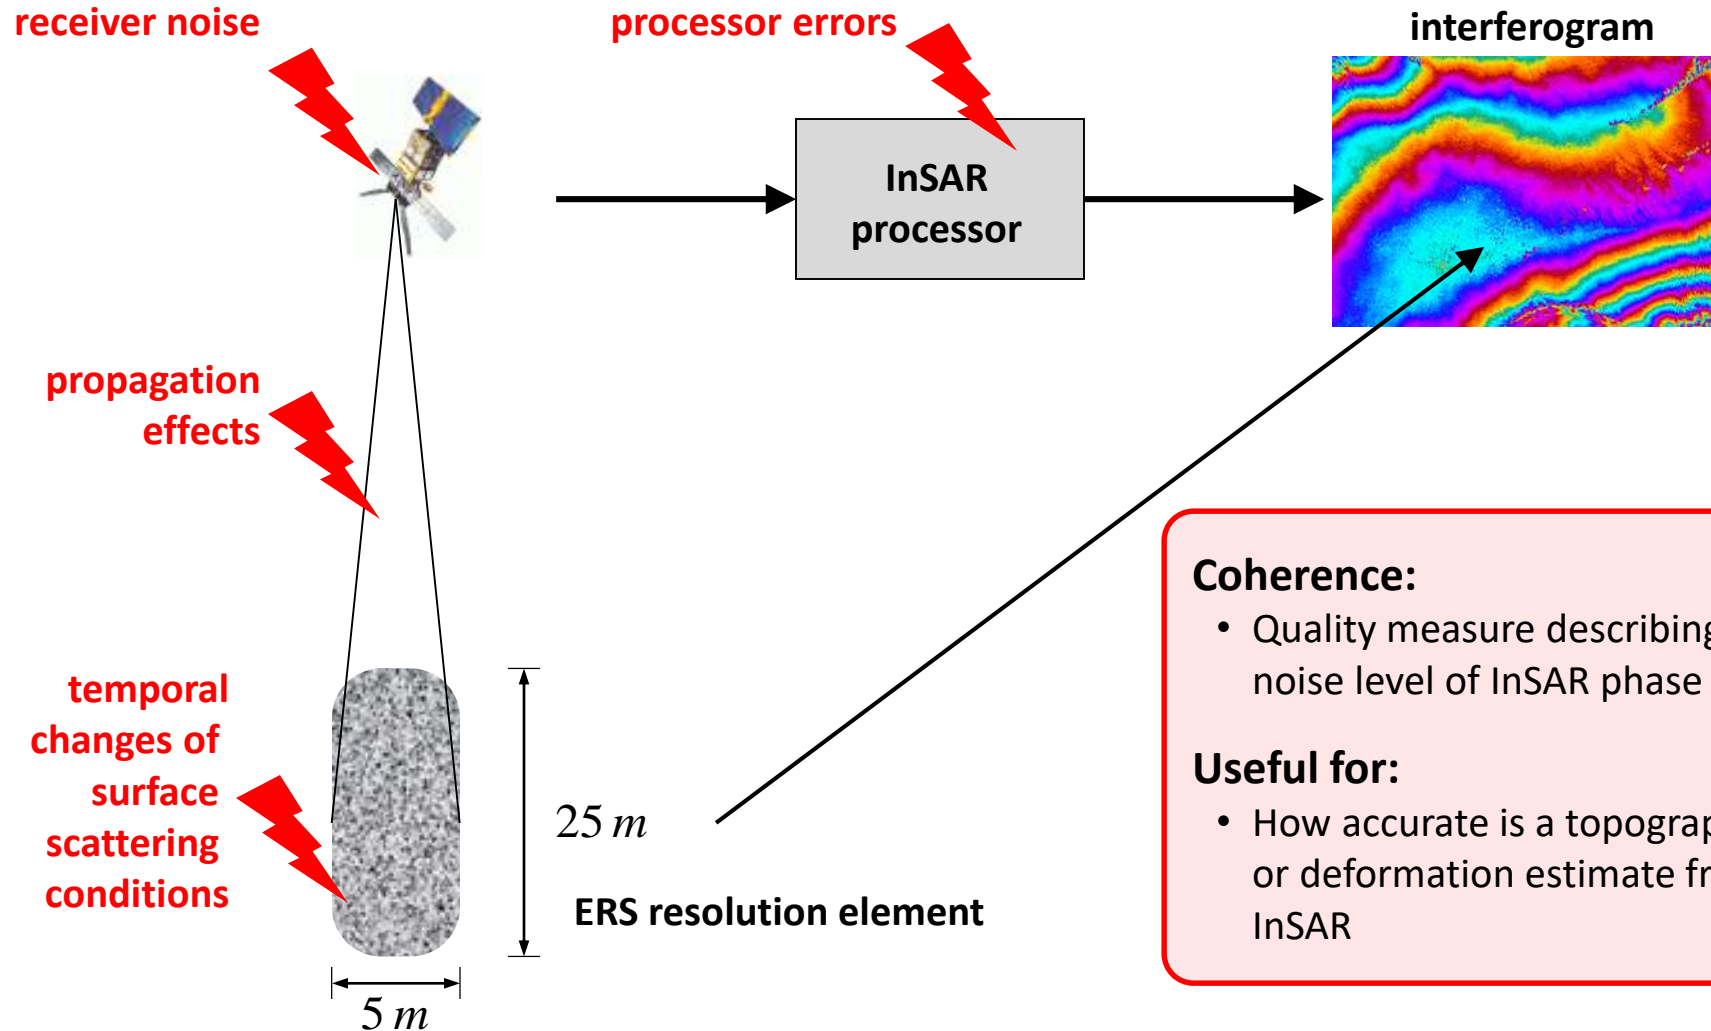 receiver noise
processor errors
interferogram
InSAR
processor
propagation
effects
temporal
changes of
surface
scattering
conditions
25 m
ERS resolution element
5 m
Coherence:
• Quality measure describing
noise level of InSAR phase
Useful for:
• How accurate is a
or deformation estimate
InSAR